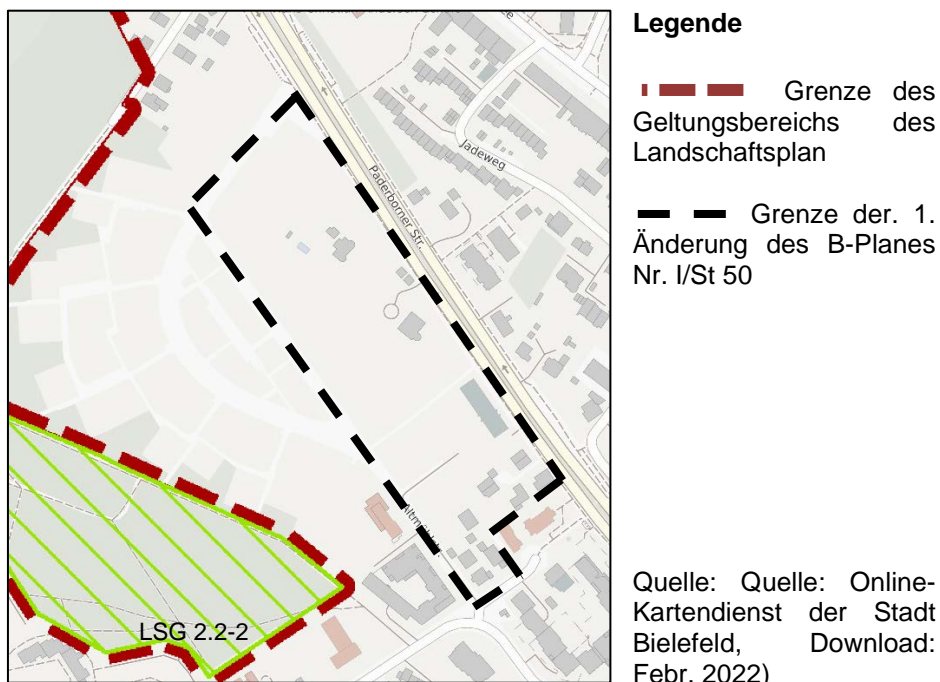 Legende
Grenze des
Geltungsbereichs des
Landschaftsplan
Grenze der. 1.
Änderung des B-Planes
Nr. I/St 50
Quelle: Quelle: Online-
Kartendienst der Stadt
Bielefeld, Download:
Febr. 2022)
Jadeweg
Paderborner Str.
LSG 2.2-2